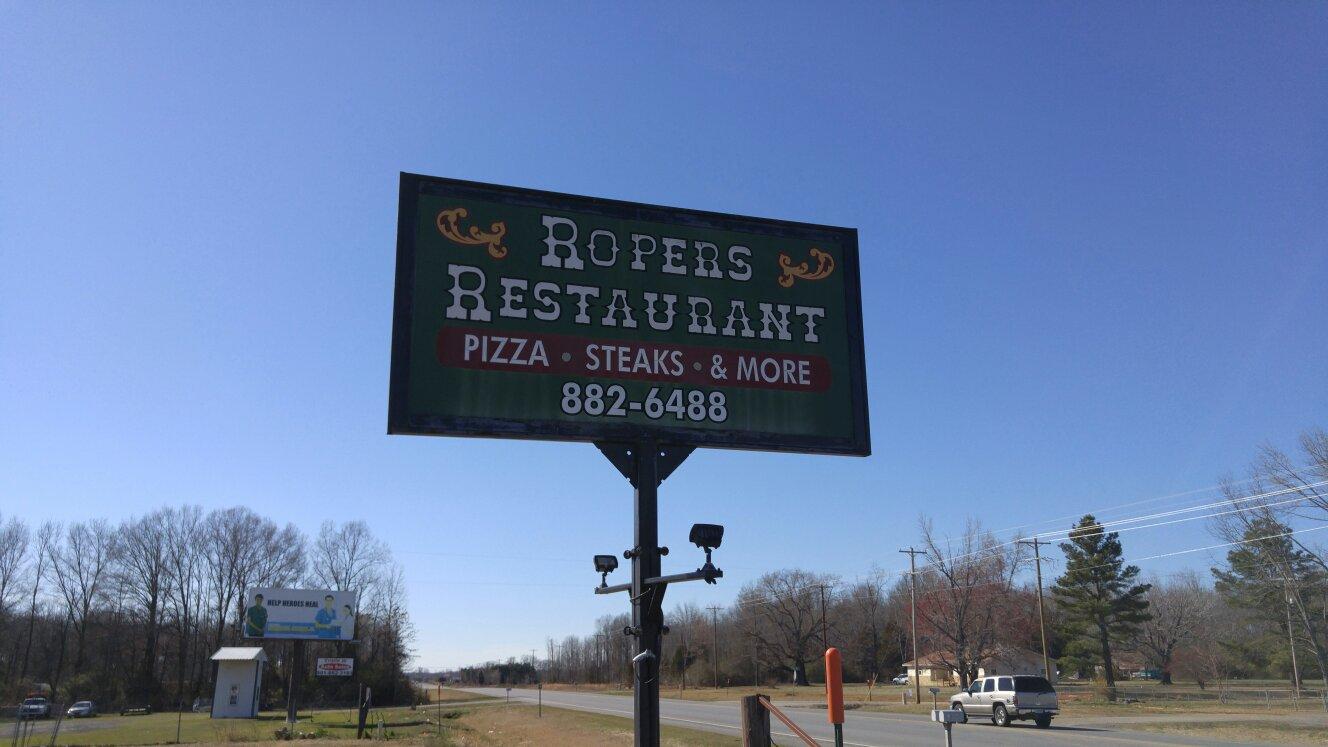 ROPERS
RESTAURANT
PIZZA • STEAKS • & MORE
882-6488
HELP HEROES HEAL